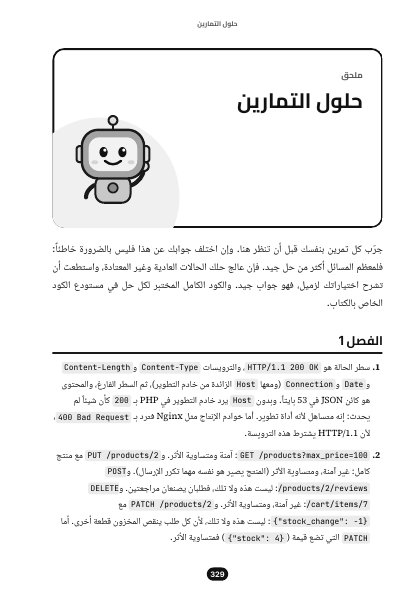 حلول التمارين
ملحق
حلول التمارين
جرّب كل تمرين بنفسك قبل أن تنظر هنا. وإن اختلف جوابك عن هذا فليس بالضرورة خاطئًا:
فلمعظم المسائل أكثر من حل جيد. فإن عالج حلك الحالات العادية وغير المعتادة، واستطعت أن
تشرح اختياراتك لزميل، فهو جواب جيد. والكود الكامل المختبر لكل حل في مستودع الكود
الخاص بالكتاب.
الفصل 1
1. سطر الحالة هو HTTP/1.1 200 OK، والترويسات Content-Type و Content-Length
و Date و Connection (ومعها Host الزائدة من خادم التطوير)، ثم السطر الفارغ، والمحتوى
هو كائن JSON في 53 بايتًا. وبدون Host يرد خادم التطوير في PHP بـ 200 كأن شيئًا لم
يحدث: إنه متساهل لأنه أداة تطوير. أما خوادم الإنتاج مثل Nginx فترد بـ 400 Bad Request،
لأن HTTP/1.1 يشترط هذه الترويسة.
2. GET /products?max_price=100: آمنة ومتساوية الأثر. و PUT /products/2 مع منتج
كامل: غير آمنة، ومتساوية الأثر (المنتج يصير هو نفسه مهما تكرر الإرسال). و POST
/products/2/reviews: ليست هذه ولا تلك، فطلبان يصنعان مراجعتين. و DELETE
/cart/items/7: غير آمنة، ومتساوية الأثر. و PATCH /products/2 مع
{"stock_change": -1}: ليست هذه ولا تلك، لأن كل طلب ينقص المخزون قطعة أخرى. أما
PATCH التي تضع قيمة ({"stock": 4}) فمتساوية الأثر.
329